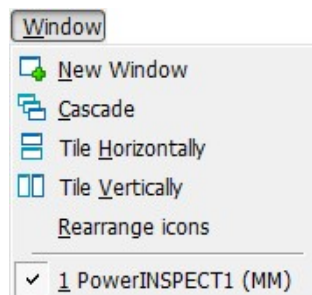 Window
New Window
Cascade
Tile Horizontally
Tile Vertically
Rearrange icons
1 PowerINSPECT1 (MM)